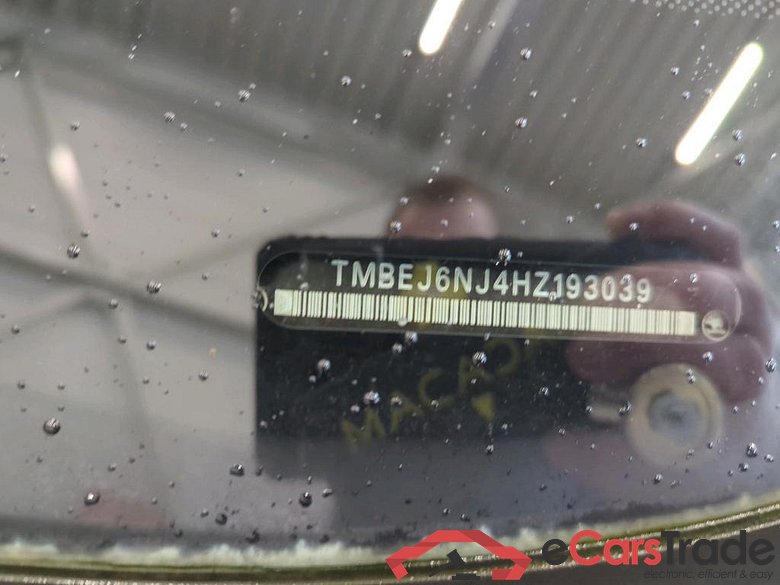 TMBEJ6NJ4HZ193039
eCarsTrade
electronic, efficient & easy